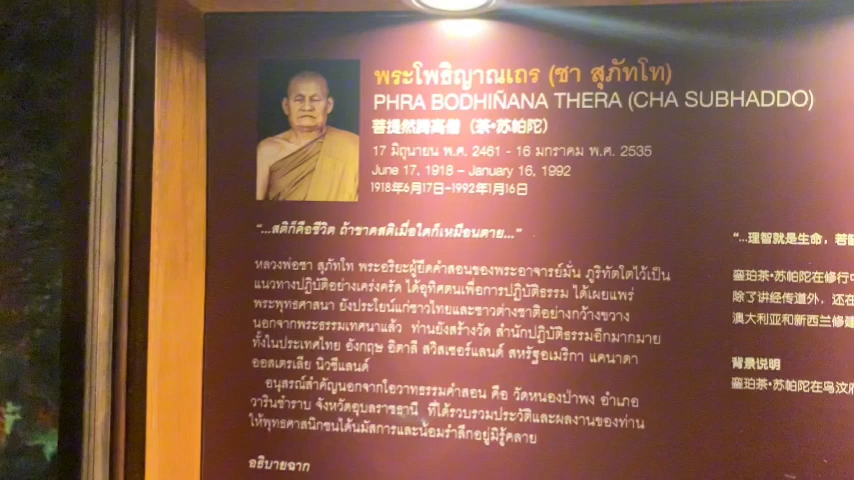 พระโพธิญาณเถร (ชา สุภัทโท)
PHRA BODHIÑANA THERA (CHA SUBHADDO)
菩提然腾高僧（茶•苏帕陀）
17 มิถุนายน พ.ศ. 2461 - 16 มกราคม พ.ศ. 2535
June 17, 1918 – January 16, 1992
1918年6月17日-1992年1月16日
“...สติก็คือชีวิต ถ้าขาดสติเมื่อใดก็เหมือนตาย...”
หลวงพ่อชา สุภัทโท พระอริยะผู้ยึดคำสอนของพระอาจารย์มั่น ภูริทัตโตไว้เป็น
แนวทางปฏิบัติอย่างเคร่งครัด ได้อุทิศตนเพื่อการปฏิบัติธรรม ได้เผยแพร่
พระพุทธศาสนา ยังประโยชน์แก่ชาวไทยและชาวต่างชาติอย่างกว้างขวาง
นอกจากพระธรรมเทศนาแล้ว ท่านยังสร้างวัด สำนักปฏิบัติธรรมอีกมากมาย
ทั้งในประเทศไทย อังกฤษ อิตาลี สวิสเซอร์แลนด์ สหรัฐอเมริกา แคนาดา
ออสเตรเลีย นิวซีแลนด์
อนุสรณ์สำคัญนอกจากโอวาทธรรมคำสอน คือ วัดหนองป่าพง อำเภอ
วารินชำราบ จังหวัดอุบลราชธานี ที่ได้รวบรวมประวัติและผลงานของท่าน
ให้พุทธศาสนิกชนได้นมัสการและน้อมรำลึกอยู่มิรู้คลาย
อธิบายฉาก
“...理智就是生命，若
銮珀茶•苏帕陀在修行
除了讲经传道外，还在
澳大利亚和新西兰修建
背景说明
銮珀茶•苏帕陀在乌汶府